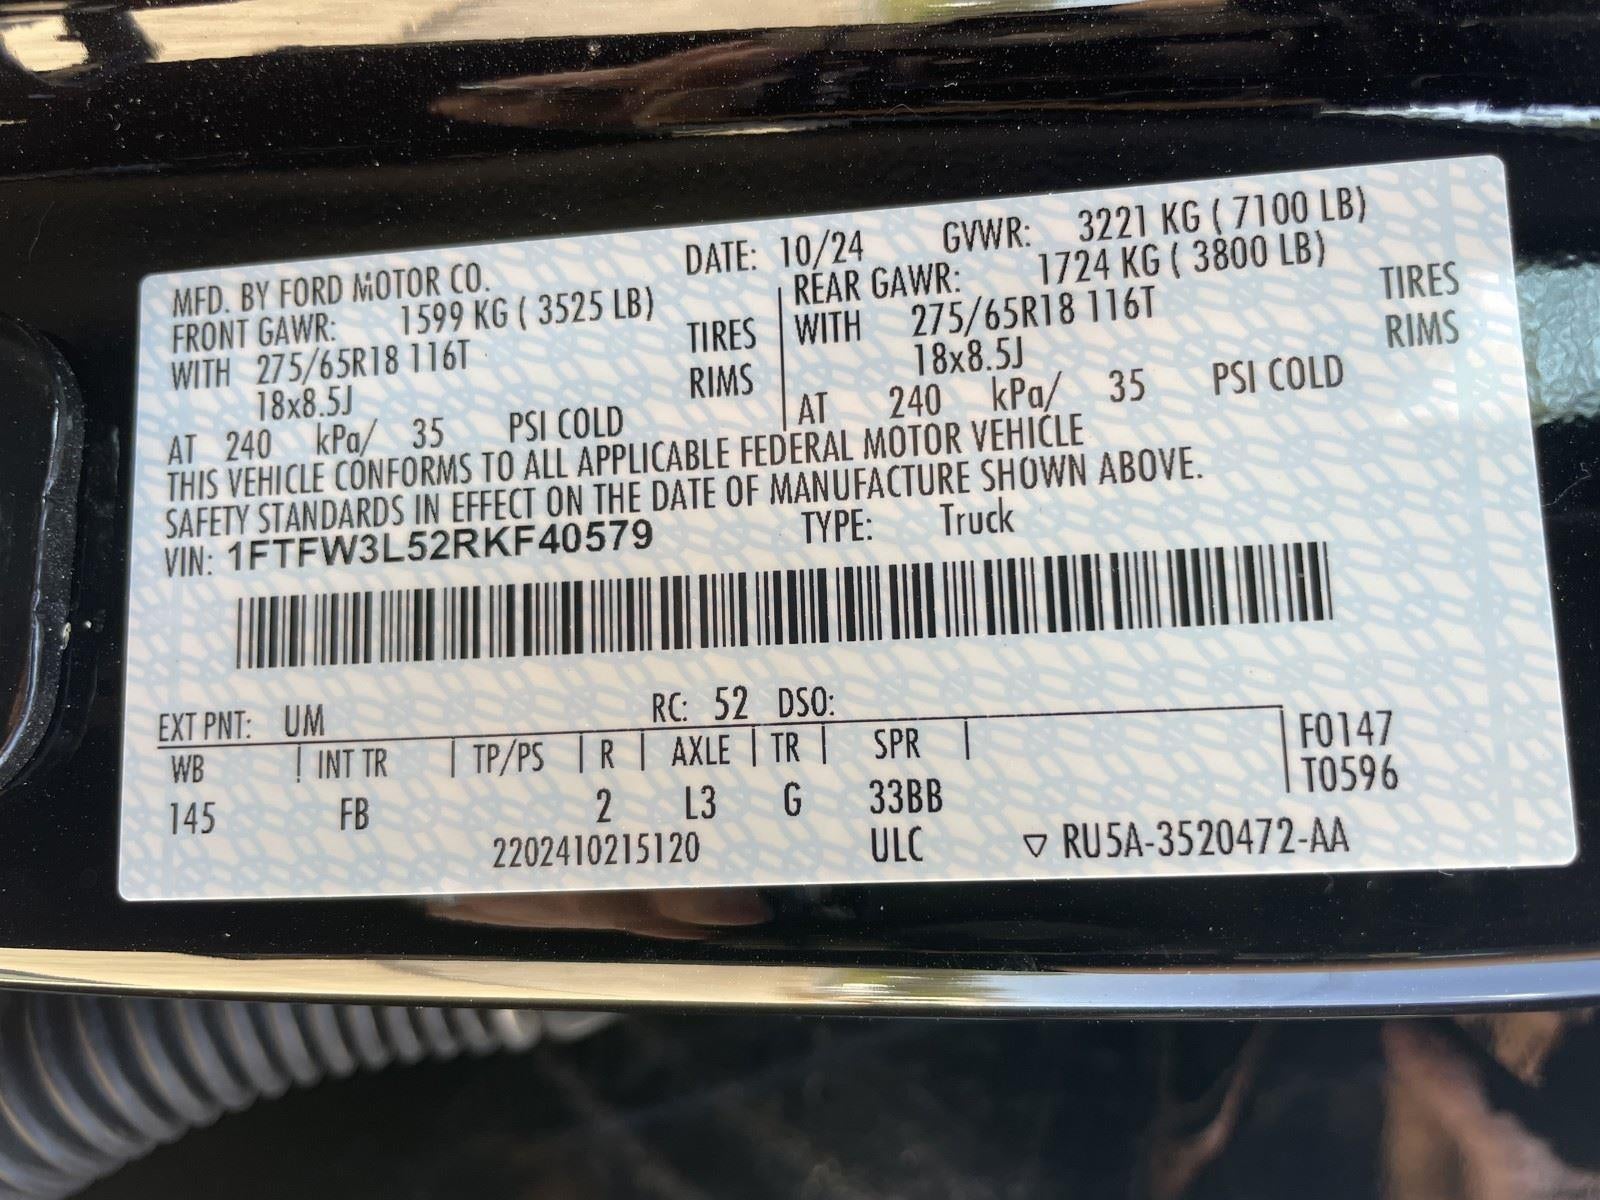 MFD. BY FORD MOTOR CO. DATE: 10/24 GVWR: 3221 KG ( 7100 LB)
FRONT GAWR: 1599 KG ( 3525 LB) REAR GAWR: 1724 KG ( 3800 LB)
WITH 275/65R18 116T TIRES WITH 275/65R18 116T TIRES
18x8.5J RIMS 18x8.5J RIMS
AT 240 kPa/ 35 PSI COLD AT 240 kPa/ 35 PSI COLD
THIS VEHICLE CONFORMS TO ALL APPLICABLE FEDERAL MOTOR VEHICLE
SAFETY STANDARDS IN EFFECT ON THE DATE OF MANUFACTURE SHOWN ABOVE.
VIN: 1FTFW3L52RKF40579 TYPE: Truck
EXT PNT: UM RC: 52 DSO:
WB INT TR TP/PS R AXLE TR SPR F0147
145 FB 2 L3 G 33BB T0596
2202410215120 ULC ▽ RU5A-3520472-AA